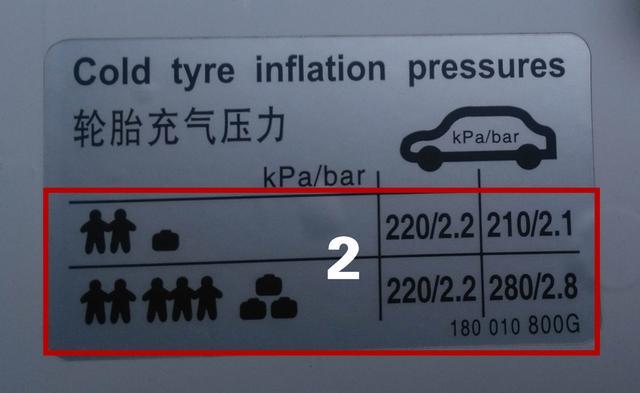 Cold tyre inflation pressures
轮胎充气压力
kPa/bar
kPa/bar
220/2.2 210/2.1
2
220/2.2 280/2.8
180 010 800G